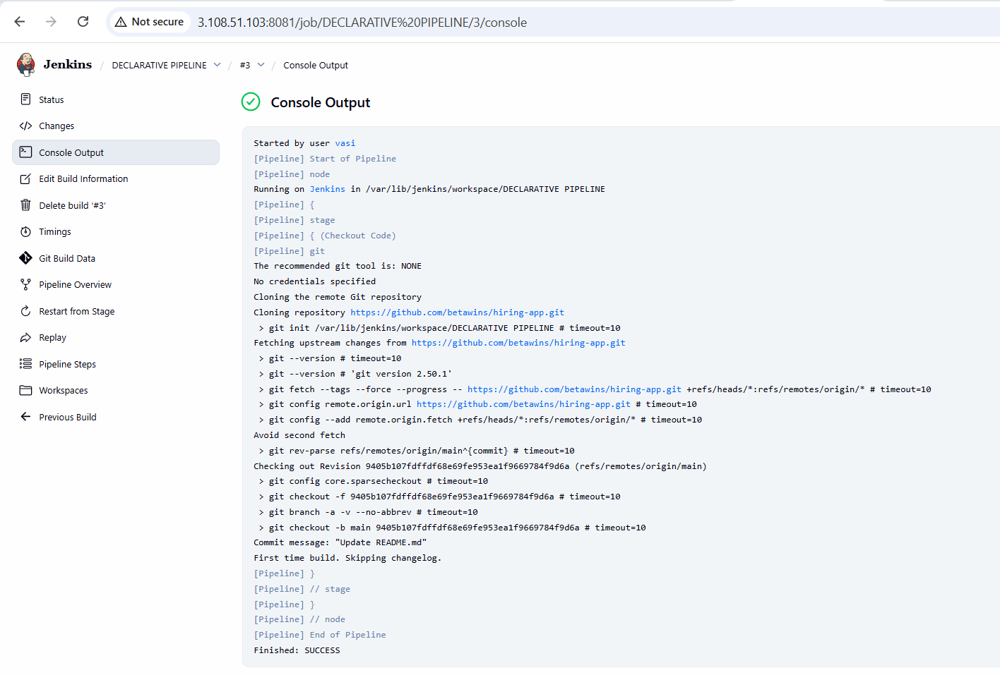 Not secure 3.108.51.103:8081/job/DECLARATIVE%20PIPELINE/3/console
Jenkins / DECLARATIVE PIPELINE / #3 / Console Output
Status
Changes
Console Output
Edit Build Information
Delete build ‘#3’
Timings
Git Build Data
Pipeline Overview
Restart from Stage
Replay
Pipeline Steps
Workspaces
Previous Build
Console Output
Started by user vasi
[Pipeline] Start of Pipeline
[Pipeline] node
Running on Jenkins in /var/lib/jenkins/workspace/DECLARATIVE PIPELINE
[Pipeline] {
[Pipeline] stage
[Pipeline] { (Checkout Code)
[Pipeline] git
The recommended git tool is: NONE
No credentials specified
Cloning the remote Git repository
Cloning repository https://github.com/betawins/hiring-app.git
> git init /var/lib/jenkins/workspace/DECLARATIVE PIPELINE # timeout=10
Fetching upstream changes from https://github.com/betawins/hiring-app.git
> git --version # timeout=10
> git --version # 'git version 2.50.1'
> git fetch --tags --force --progress -- https://github.com/betawins/hiring-app.git +refs/heads/*:refs/remotes/origin/* # timeout=10
> git config remote.origin.url https://github.com/betawins/hiring-app.git # timeout=10
> git config --add remote.origin.fetch +refs/heads/*:refs/remotes/origin/* # timeout=10
Avoid second fetch
> git rev-parse refs/remotes/origin/main^{commit} # timeout=10
Checking out Revision 9405b107fdffdf68e69fe953ea1f9669784f9d6a (refs/remotes/origin/main)
> git config core.sparsecheckout # timeout=10
> git checkout -f 9405b107fdffdf68e69fe953ea1f9669784f9d6a # timeout=10
> git branch -a -v --no-abbrev # timeout=10
> git checkout -b main 9405b107fdffdf68e69fe953ea1f9669784f9d6a # timeout=10
Commit message: "Update README.md"
First time build. Skipping changelog.
[Pipeline] }
[Pipeline] // stage
[Pipeline] }
[Pipeline] // node
[Pipeline] End of Pipeline
Finished: SUCCESS